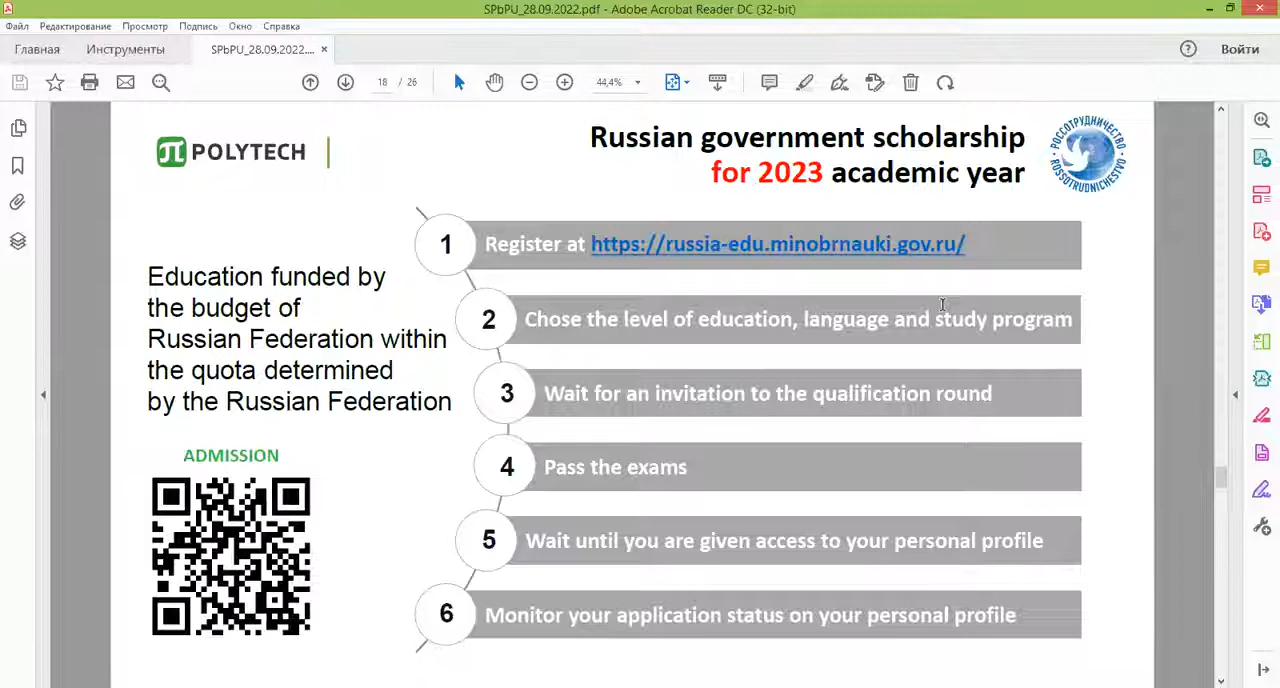 SPbPU_28.09.2022.pdf - Adobe Acrobat Reader DC (32-bit)
Файл Редактирование Просмотр Подпись Окно Справка
Главная Инструменты SPbPU_28.09.2022.... × Войти
18 / 26 44,4%
POLYTECH
Russian government scholarship
for 2023 academic year
РОССОТРУДНИЧЕСТВО
ROSSOTRUDNICHESTVO
Education funded by
the budget of
Russian Federation within
the quota determined
by the Russian Federation
ADMISSION
1 Register at https://russia-edu.minobrnauki.gov.ru/
2 Chose the level of education, language and study program
3 Wait for an invitation to the qualification round
4 Pass the exams
5 Wait until you are given access to your personal profile
6 Monitor your application status on your personal profile